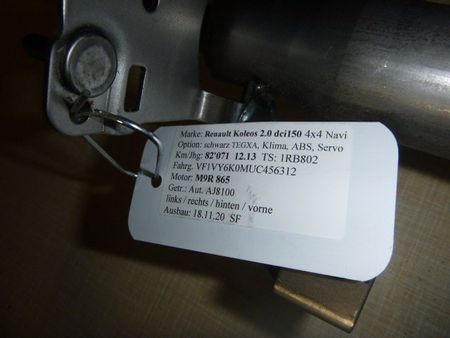 Marke: Renault Koleos 2.0 dci150 4x4 Navi
Option: schwarz TEGXA, Klima, ABS, Servo
Km/Jhg: 82'071 12.13 TS: 1RB802
Fahrg. VF1VY6K0MUC456312
Motor: M9R 865
Getr.: Aut. AJ8100
links / rechts / hinten / vorne
Ausbau: 18.11.20 SF